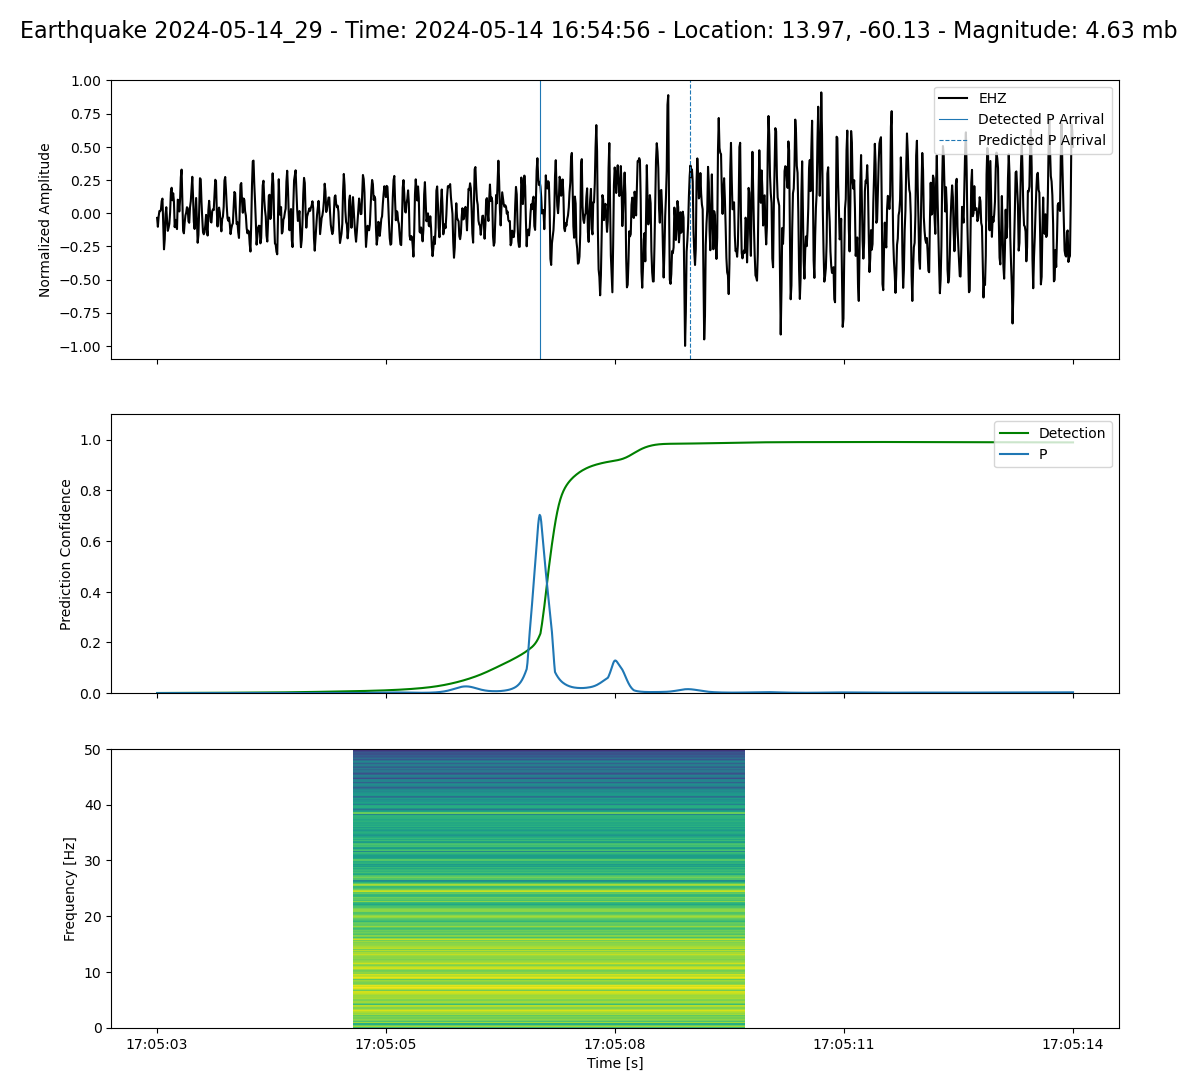 Earthquake 2024-05-14_29 - Time: 2024-05-14 16:54:56 - Location: 13.97, -60.13 - Magnitude: 4.63 mb
Normalized Amplitude
1.00
0.75
0.50
0.25
0.00
−0.25
−0.50
−0.75
−1.00
EHZ
Detected P Arrival
Predicted P Arrival
Prediction Confidence
1.0
0.8
0.6
0.4
0.2
0.0
Detection
P
Frequency [Hz]
50
40
30
20
10
0
17:05:03 17:05:05 17:05:08 17:05:11 17:05:14
Time [s]